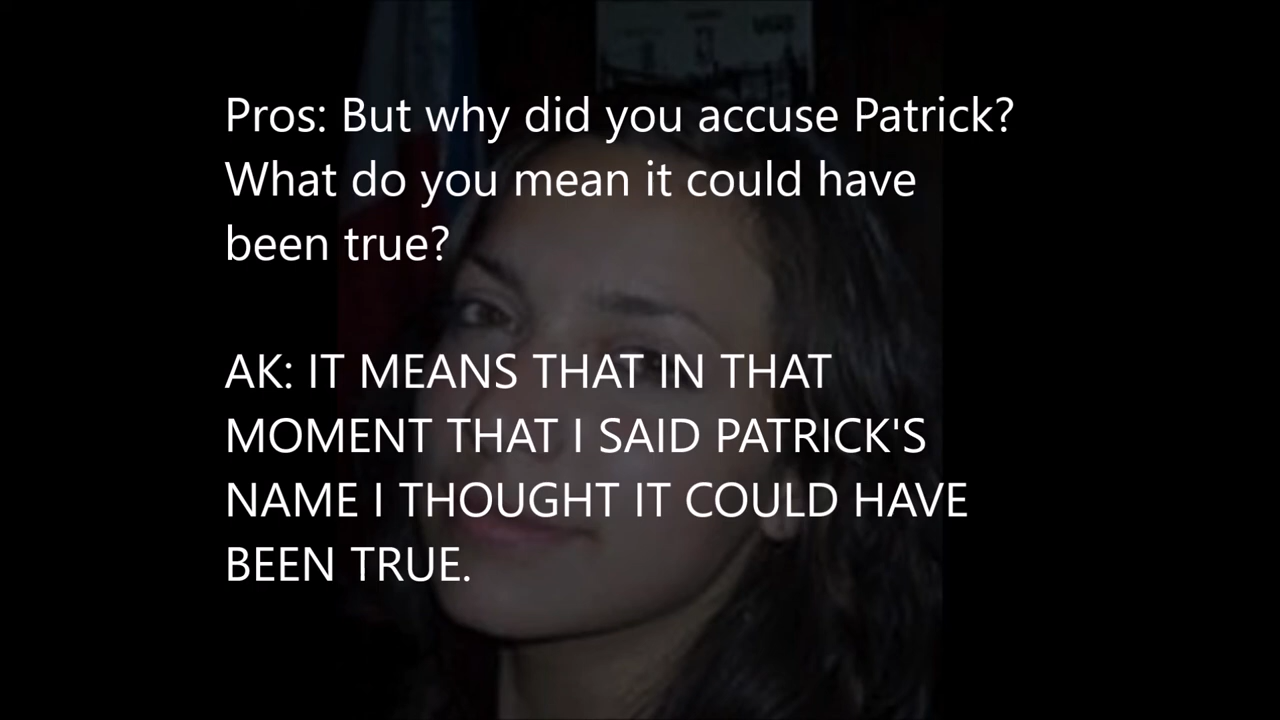 Pros: But why did you accuse Patrick?
What do you mean it could have
been true?
AK: IT MEANS THAT IN THAT
MOMENT THAT I SAID PATRICK'S
NAME I THOUGHT IT COULD HAVE
BEEN TRUE.